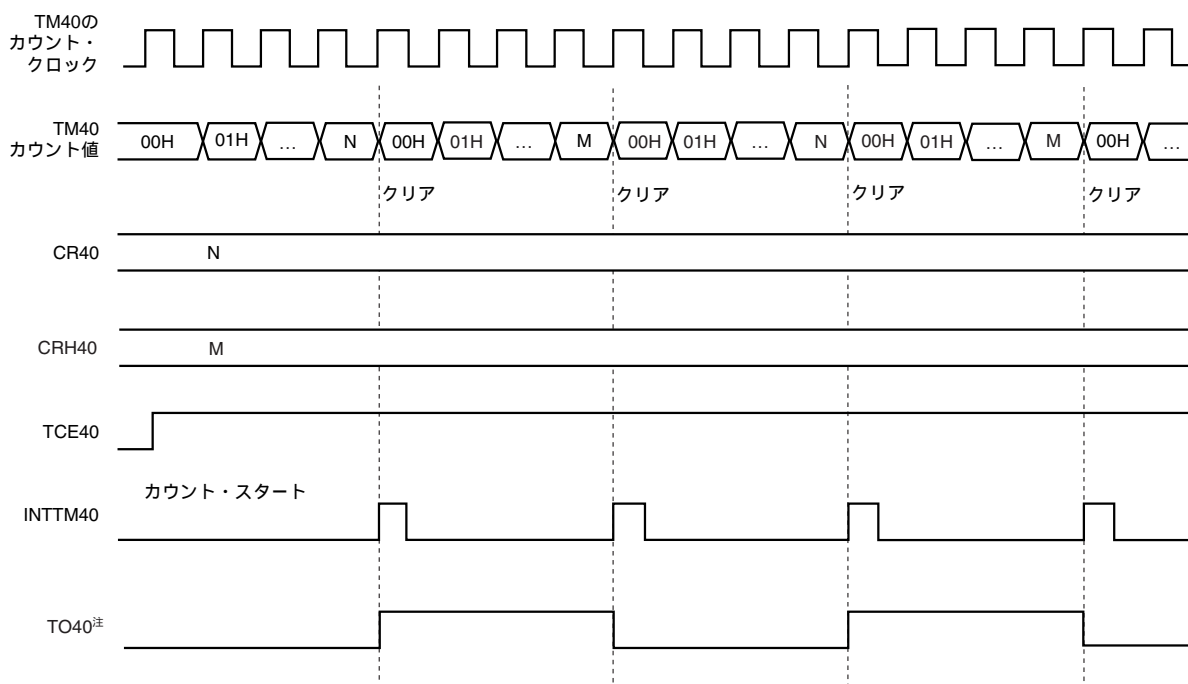 TM40の
カウント・
クロック
TM40
カウント値
00H 01H … N 00H 01H … M 00H 01H … N 00H 01H … M 00H …
クリア クリア クリア クリア
CR40 N
CRH40 M
TCE40
カウント・スタート
INTTM40
TO40注